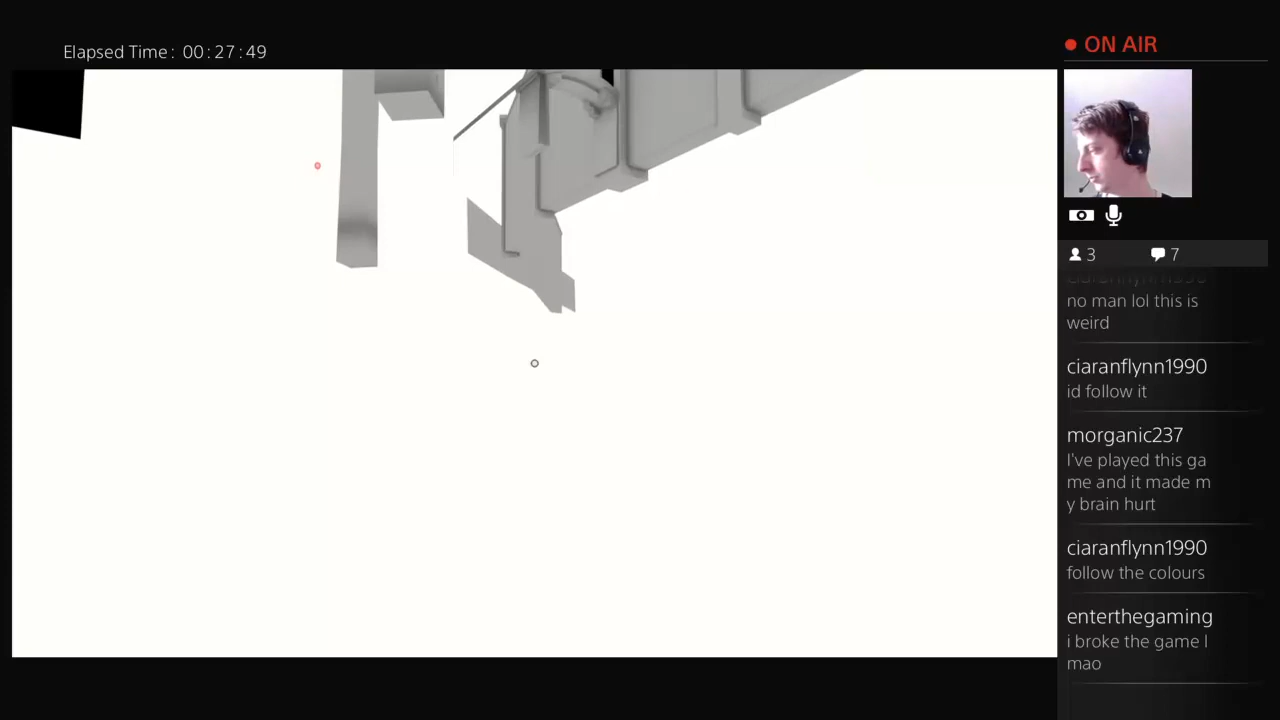 Elapsed Time: 00:27:49
ON AIR
3
7
no man lol this is
weird
ciaranflynn1990
id follow it
morganic237
I've played this ga
me and it made m
y brain hurt
ciaranflynn1990
follow the colours
enterthegaming
i broke the game l
mao